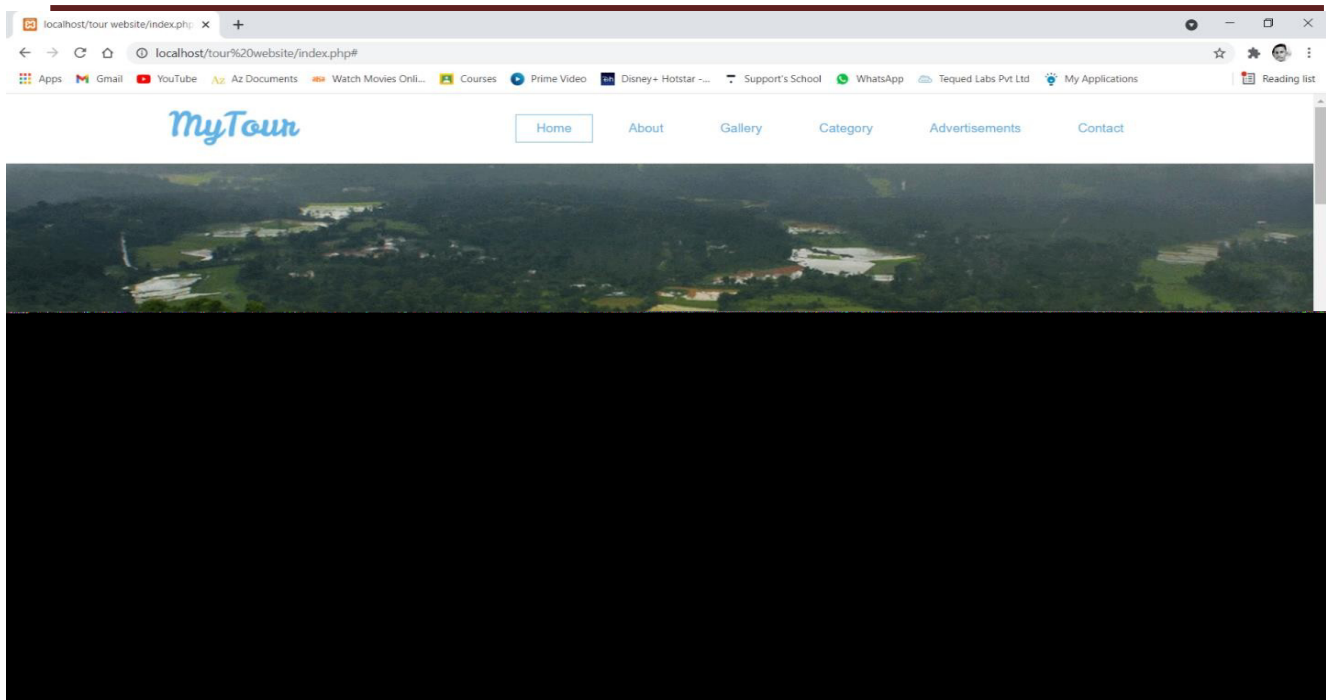 localhost/tour website/index.php
localhost/tour%20website/index.php#
Apps Gmail YouTube Az Documents Watch Movies Onli... Courses Prime Video Disney+ Hotstar -... Support's School WhatsApp Tequed Labs Pvt Ltd My Applications Reading list
MyTour Home About Gallery Category Advertisements Contact